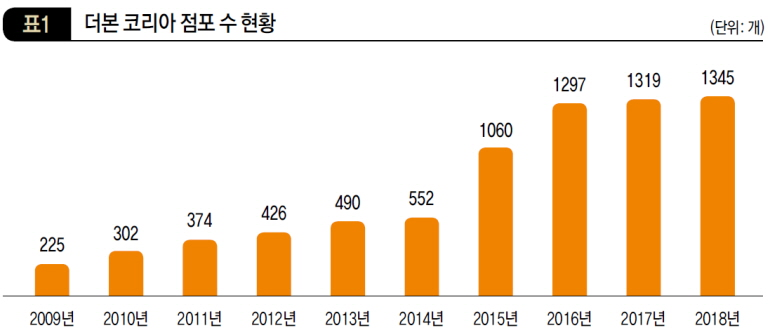 표1 더본 코리아 점포 수 현황
(단위: 개)
225 302 374 426 490 552 1060 1297 1319 1345
2009년 2010년 2011년 2012년 2013년 2014년 2015년 2016년 2017년 2018년